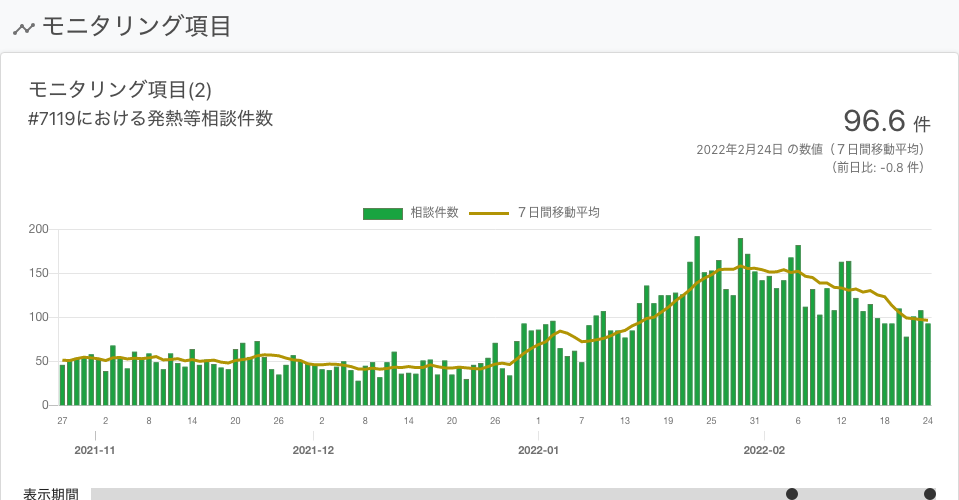 モニタリング項目
モニタリング項目(2)
#7119における発熱等相談件数
96.6 件
2022年2月24日 の数値（７日間移動平均）
（前日比: -0.8 件）
相談件数 ７日間移動平均
200
150
100
50
0
27 2 8 14 20 26 2 8 14 20 26 1 7 13 19 25 31 6 12 18 24
2021-11 2021-12 2022-01 2022-02
表示期間